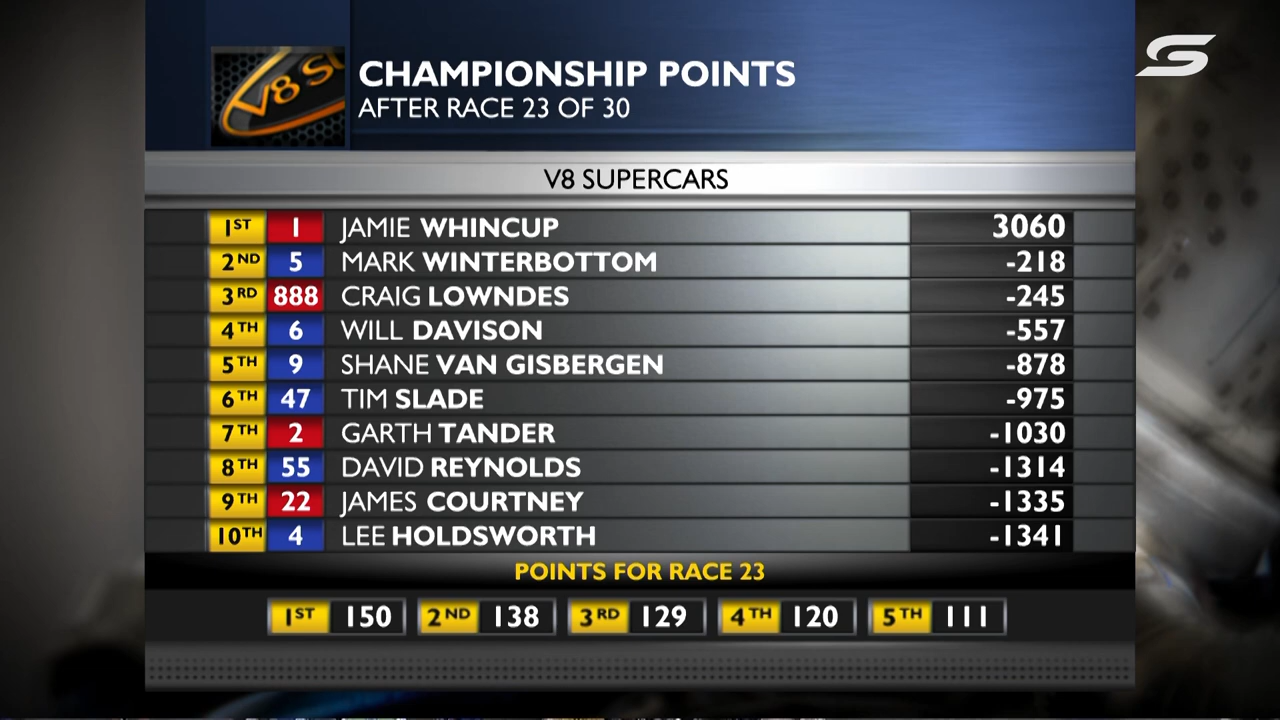 V8 SU
CHAMPIONSHIP POINTS
AFTER RACE 23 OF 30
V8 SUPERCARS
1ST 1 JAMIE WHINCUP 3060
2ND 5 MARK WINTERBOTTOM -218
3RD 888 CRAIG LOWNDES -245
4TH 6 WILL DAVISON -557
5TH 9 SHANE VAN GISBERGEN -878
6TH 47 TIM SLADE -975
7TH 2 GARTH TANDER -1030
8TH 55 DAVID REYNOLDS -1314
9TH 22 JAMES COURTNEY -1335
10TH 4 LEE HOLDSWORTH -1341
POINTS FOR RACE 23
1ST 150 2ND 138 3RD 129 4TH 120 5TH 111